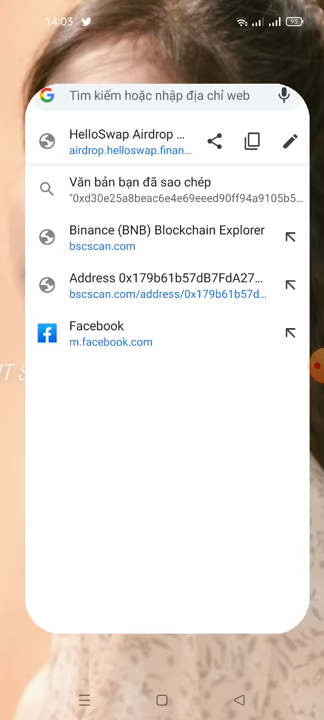 14:03
95
Tìm kiếm hoặc nhập địa chỉ web
HelloSwap Airdrop ...
airdrop.helloswap.finan...
Văn bản bạn đã sao chép
"0xd30e25a8beac6e4e69eeed90ff94a9105b5...
Binance (BNB) Blockchain Explorer
bscscan.com
Address 0x179b61b57dB7FdA27...
bscscan.com/address/0x179b61b57d...
Facebook
m.facebook.com